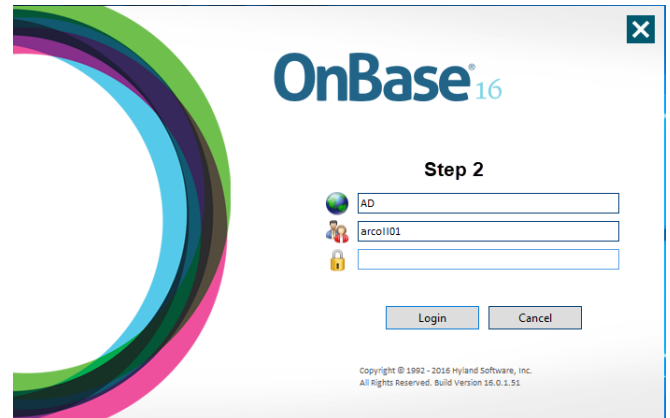 OnBase® 16
Step 2
AD
arcoll01
Login Cancel
Copyright © 1992 - 2016 Hyland Software, Inc.
All Rights Reserved. Build Version 16.0.1.51